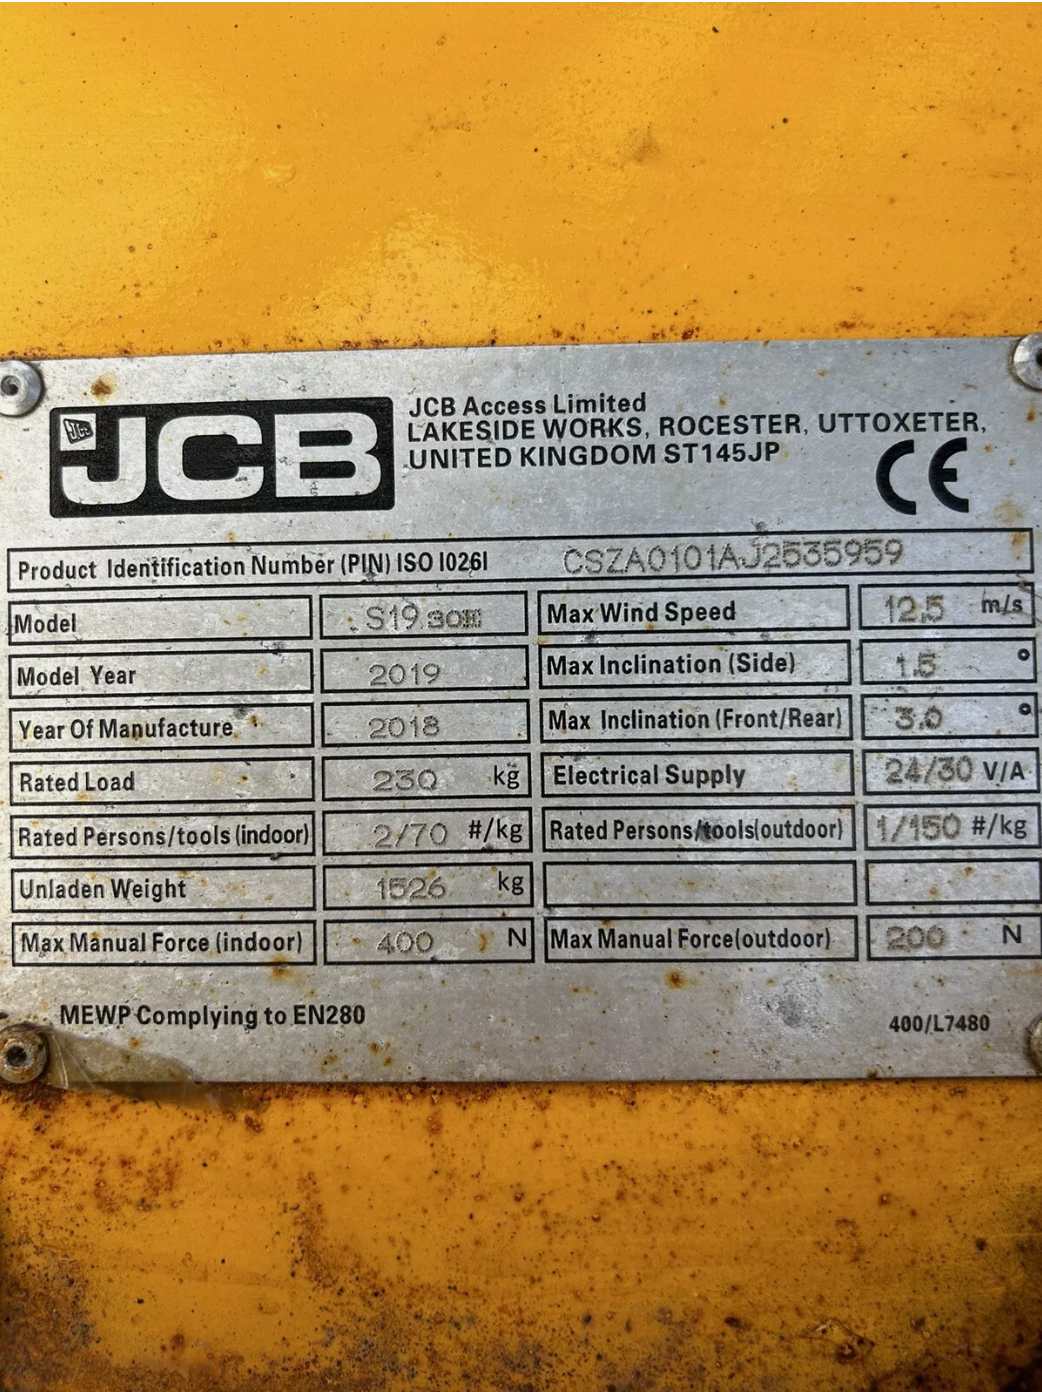 JCB
JCB Access Limited
LAKESIDE WORKS, ROCESTER, UTTOXETER,
UNITED KINGDOM ST145JP
CE
Product Identification Number (PIN) ISO I026I CSZA0101AJ2535959
Model S19 Max Wind Speed 12.5 m/s
Model Year 2019 Max Inclination (Side) 1.5 °
Year Of Manufacture 2018 Max Inclination (Front/Rear) 3.0 °
Rated Load 230 kg Electrical Supply 24/30 V/A
Rated Persons/tools (indoor) 2/70 #/kg Rated Persons/tools(outdoor) 1/150 #/kg
Unladen Weight 1526 kg
Max Manual Force (indoor) 400 N Max Manual Force(outdoor) 200 N
MEWP Complying to EN280
400/L7480